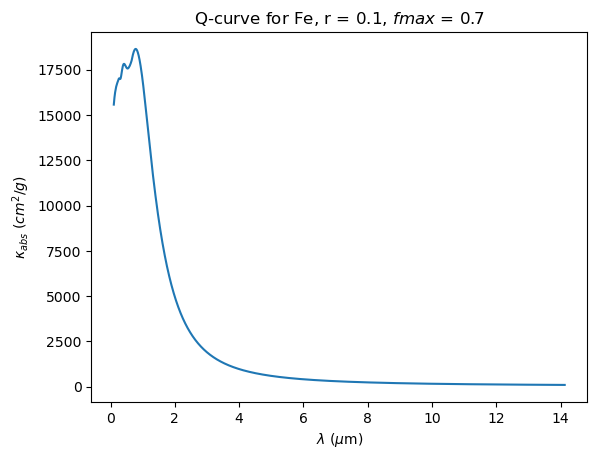 Q-curve for Fe, r = 0.1, fmax = 0.7
κabs (cm²/g)
17500
15000
12500
10000
7500
5000
2500
0
0 2 4 6 8 10 12 14
λ (μm)